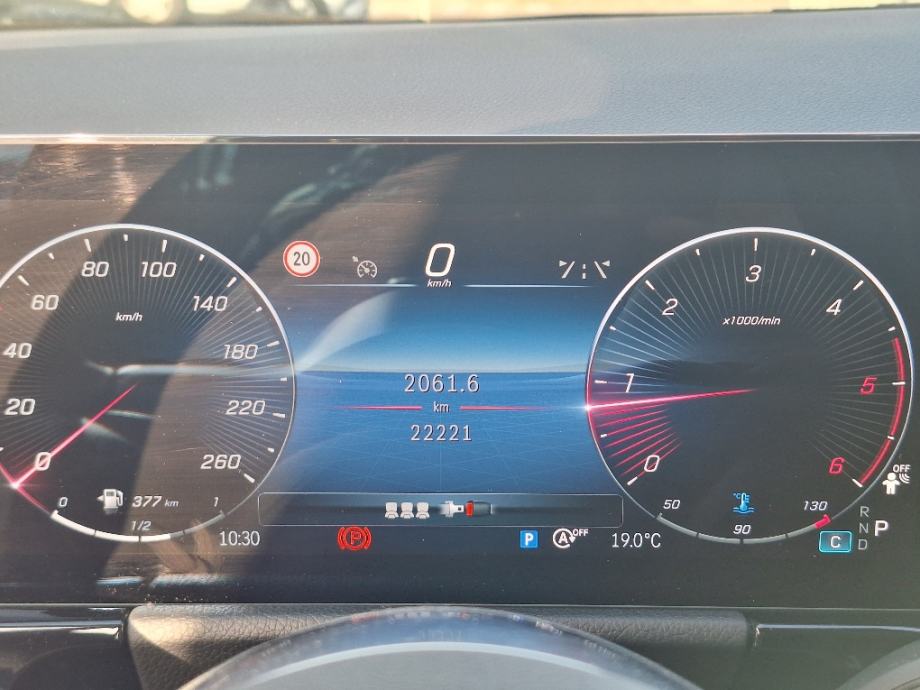 20
0
km/h
80 100
60 140
km/h
40 180
20 220
0 260
0 377 km 1
1/2
2061.6
km
22221
3
2 4
x1000/min
1 5
0 6
50 °C 130
90
OFF
10:30
P
P
A OFF
19.0°C
C
R
N P
D